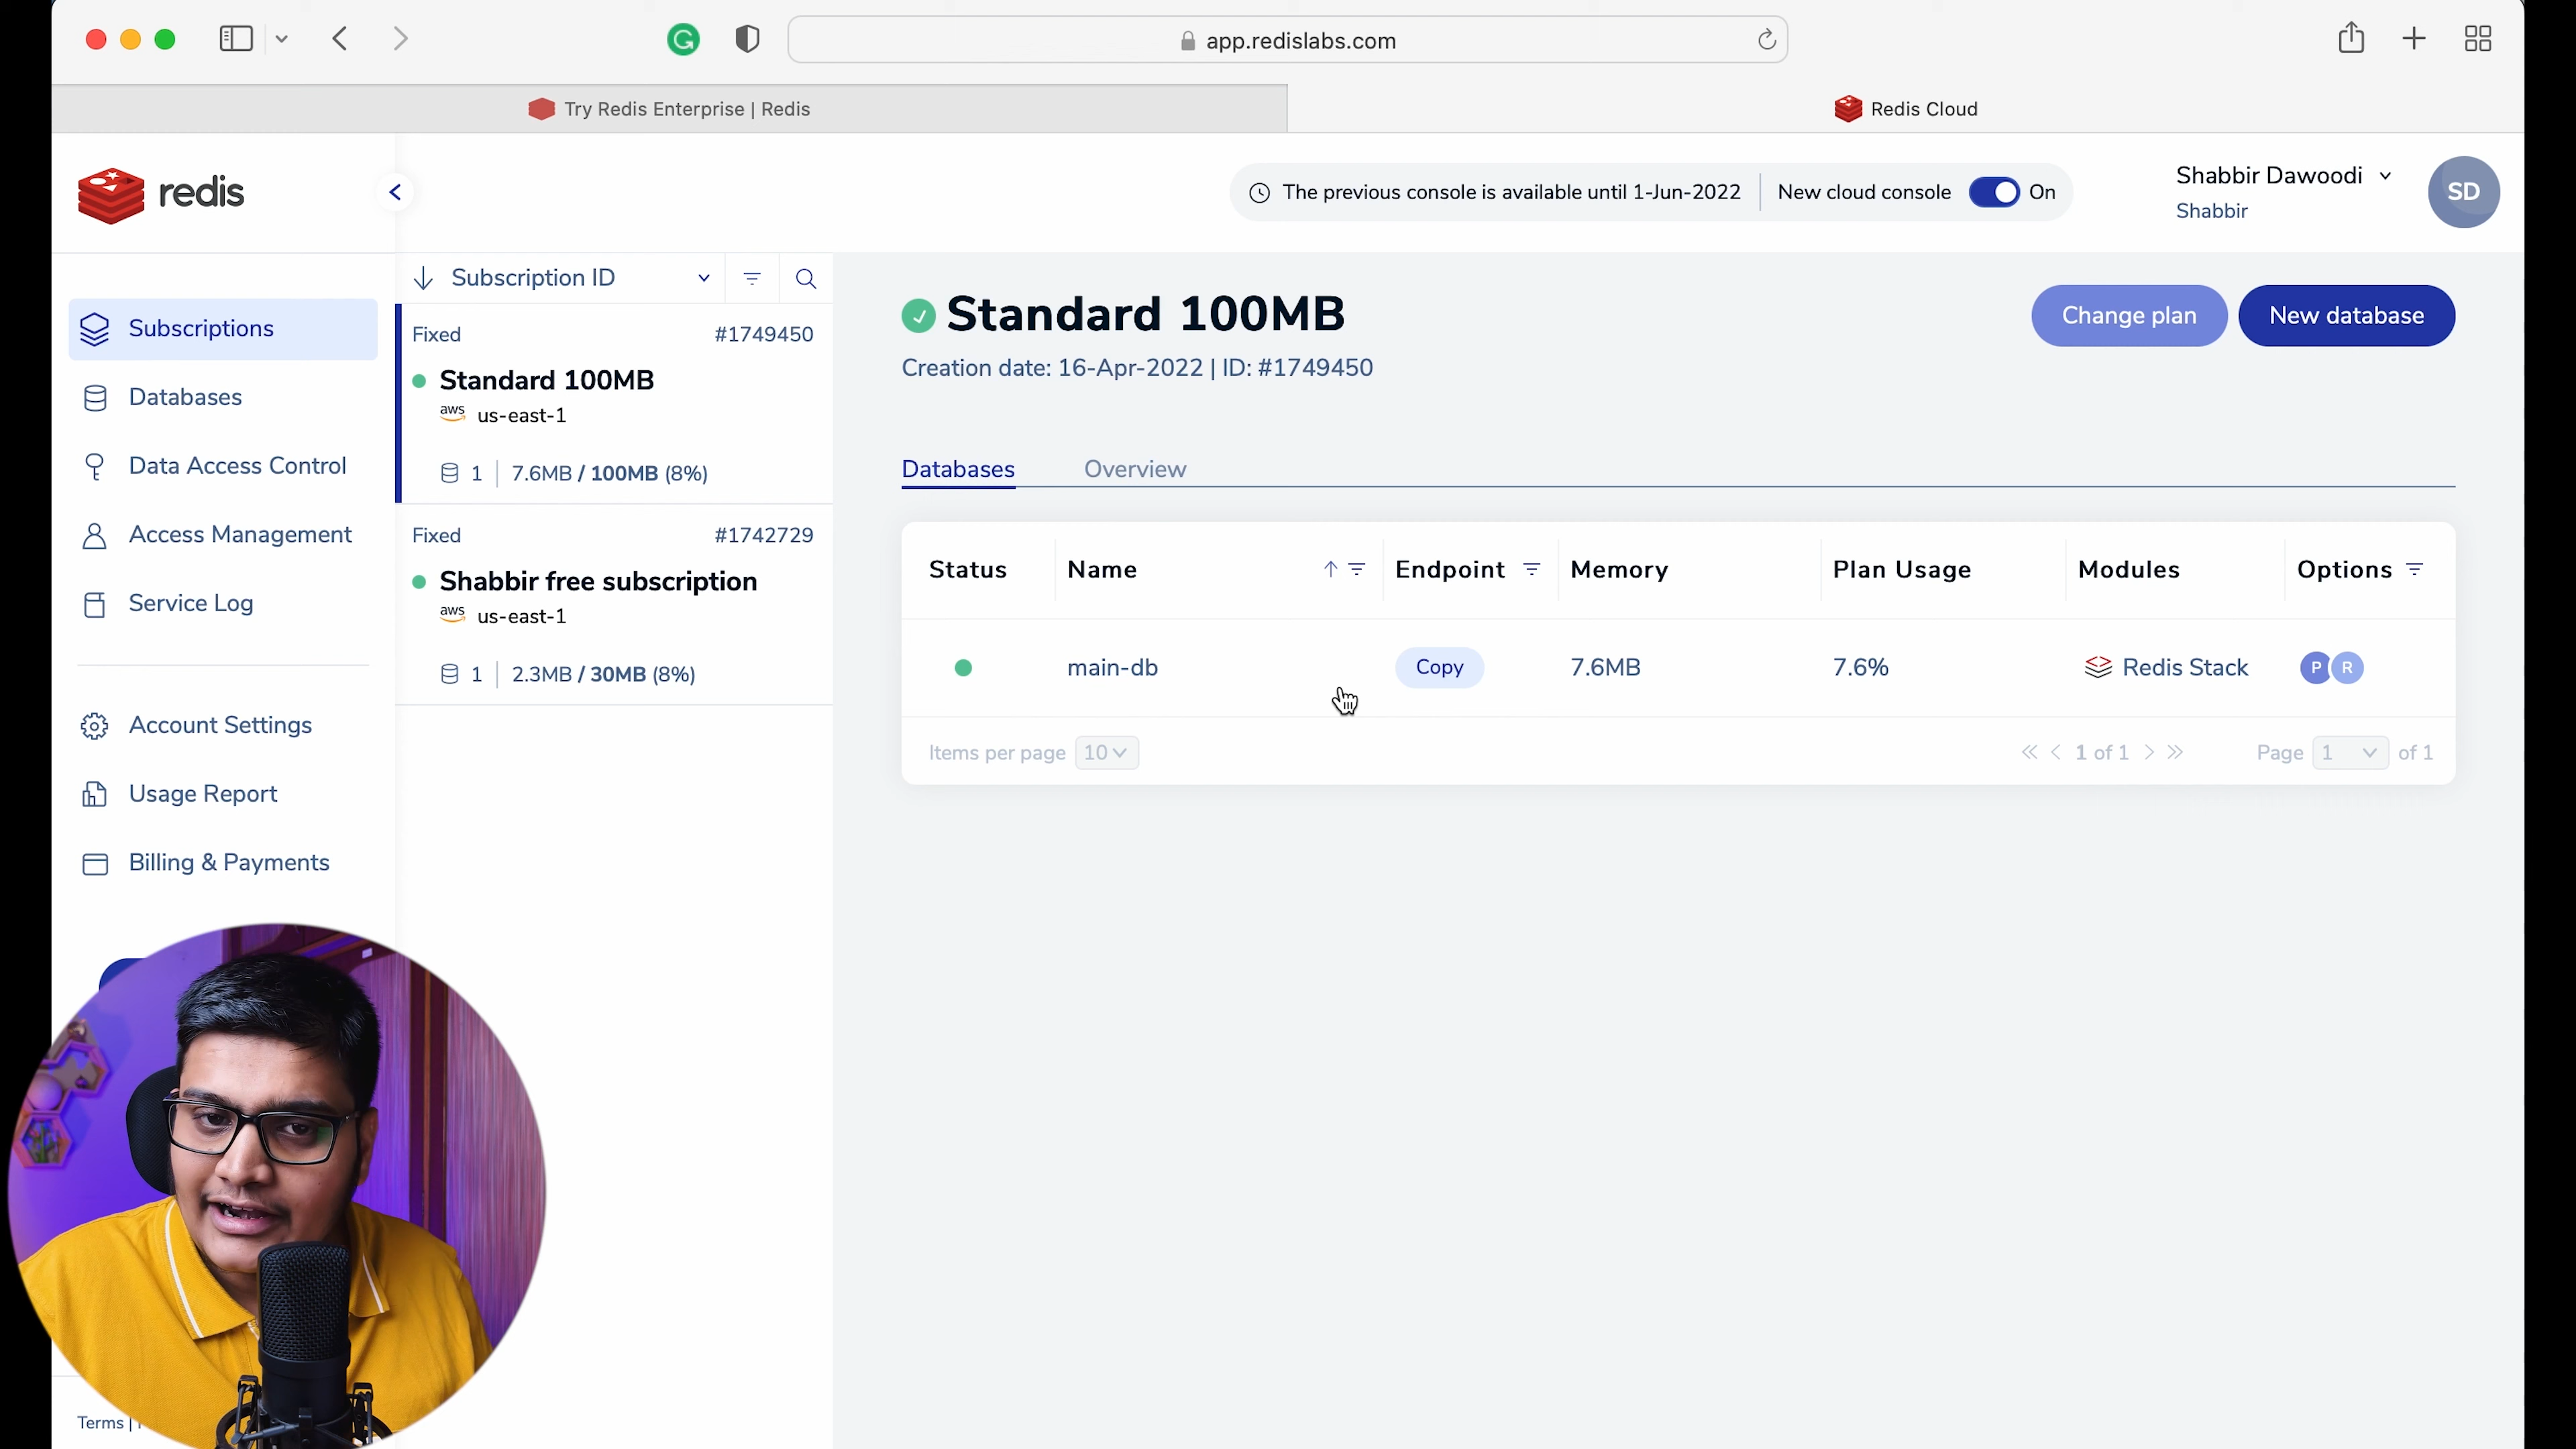 app.redislabs.com
Try Redis Enterprise | Redis
Redis Cloud
redis
The previous console is available until 1-Jun-2022
New cloud console
On
Shabbir Dawoodi
Shabbir
SD
Subscriptions
Databases
Data Access Control
Access Management
Service Log
Account Settings
Usage Report
Billing & Payments
Terms |
Subscription ID
Fixed #1749450
Standard 100MB
aws us-east-1
1 | 7.6MB / 100MB (8%)
Fixed #1742729
Shabbir free subscription
aws us-east-1
1 | 2.3MB / 30MB (8%)
Standard 100MB
Creation date: 16-Apr-2022 | ID: #1749450
Change plan
New database
Databases Overview
Status Name Endpoint Memory Plan Usage Modules Options
main-db Copy 7.6MB 7.6% Redis Stack P R
Items per page 10
1 of 1
Page 1 of 1